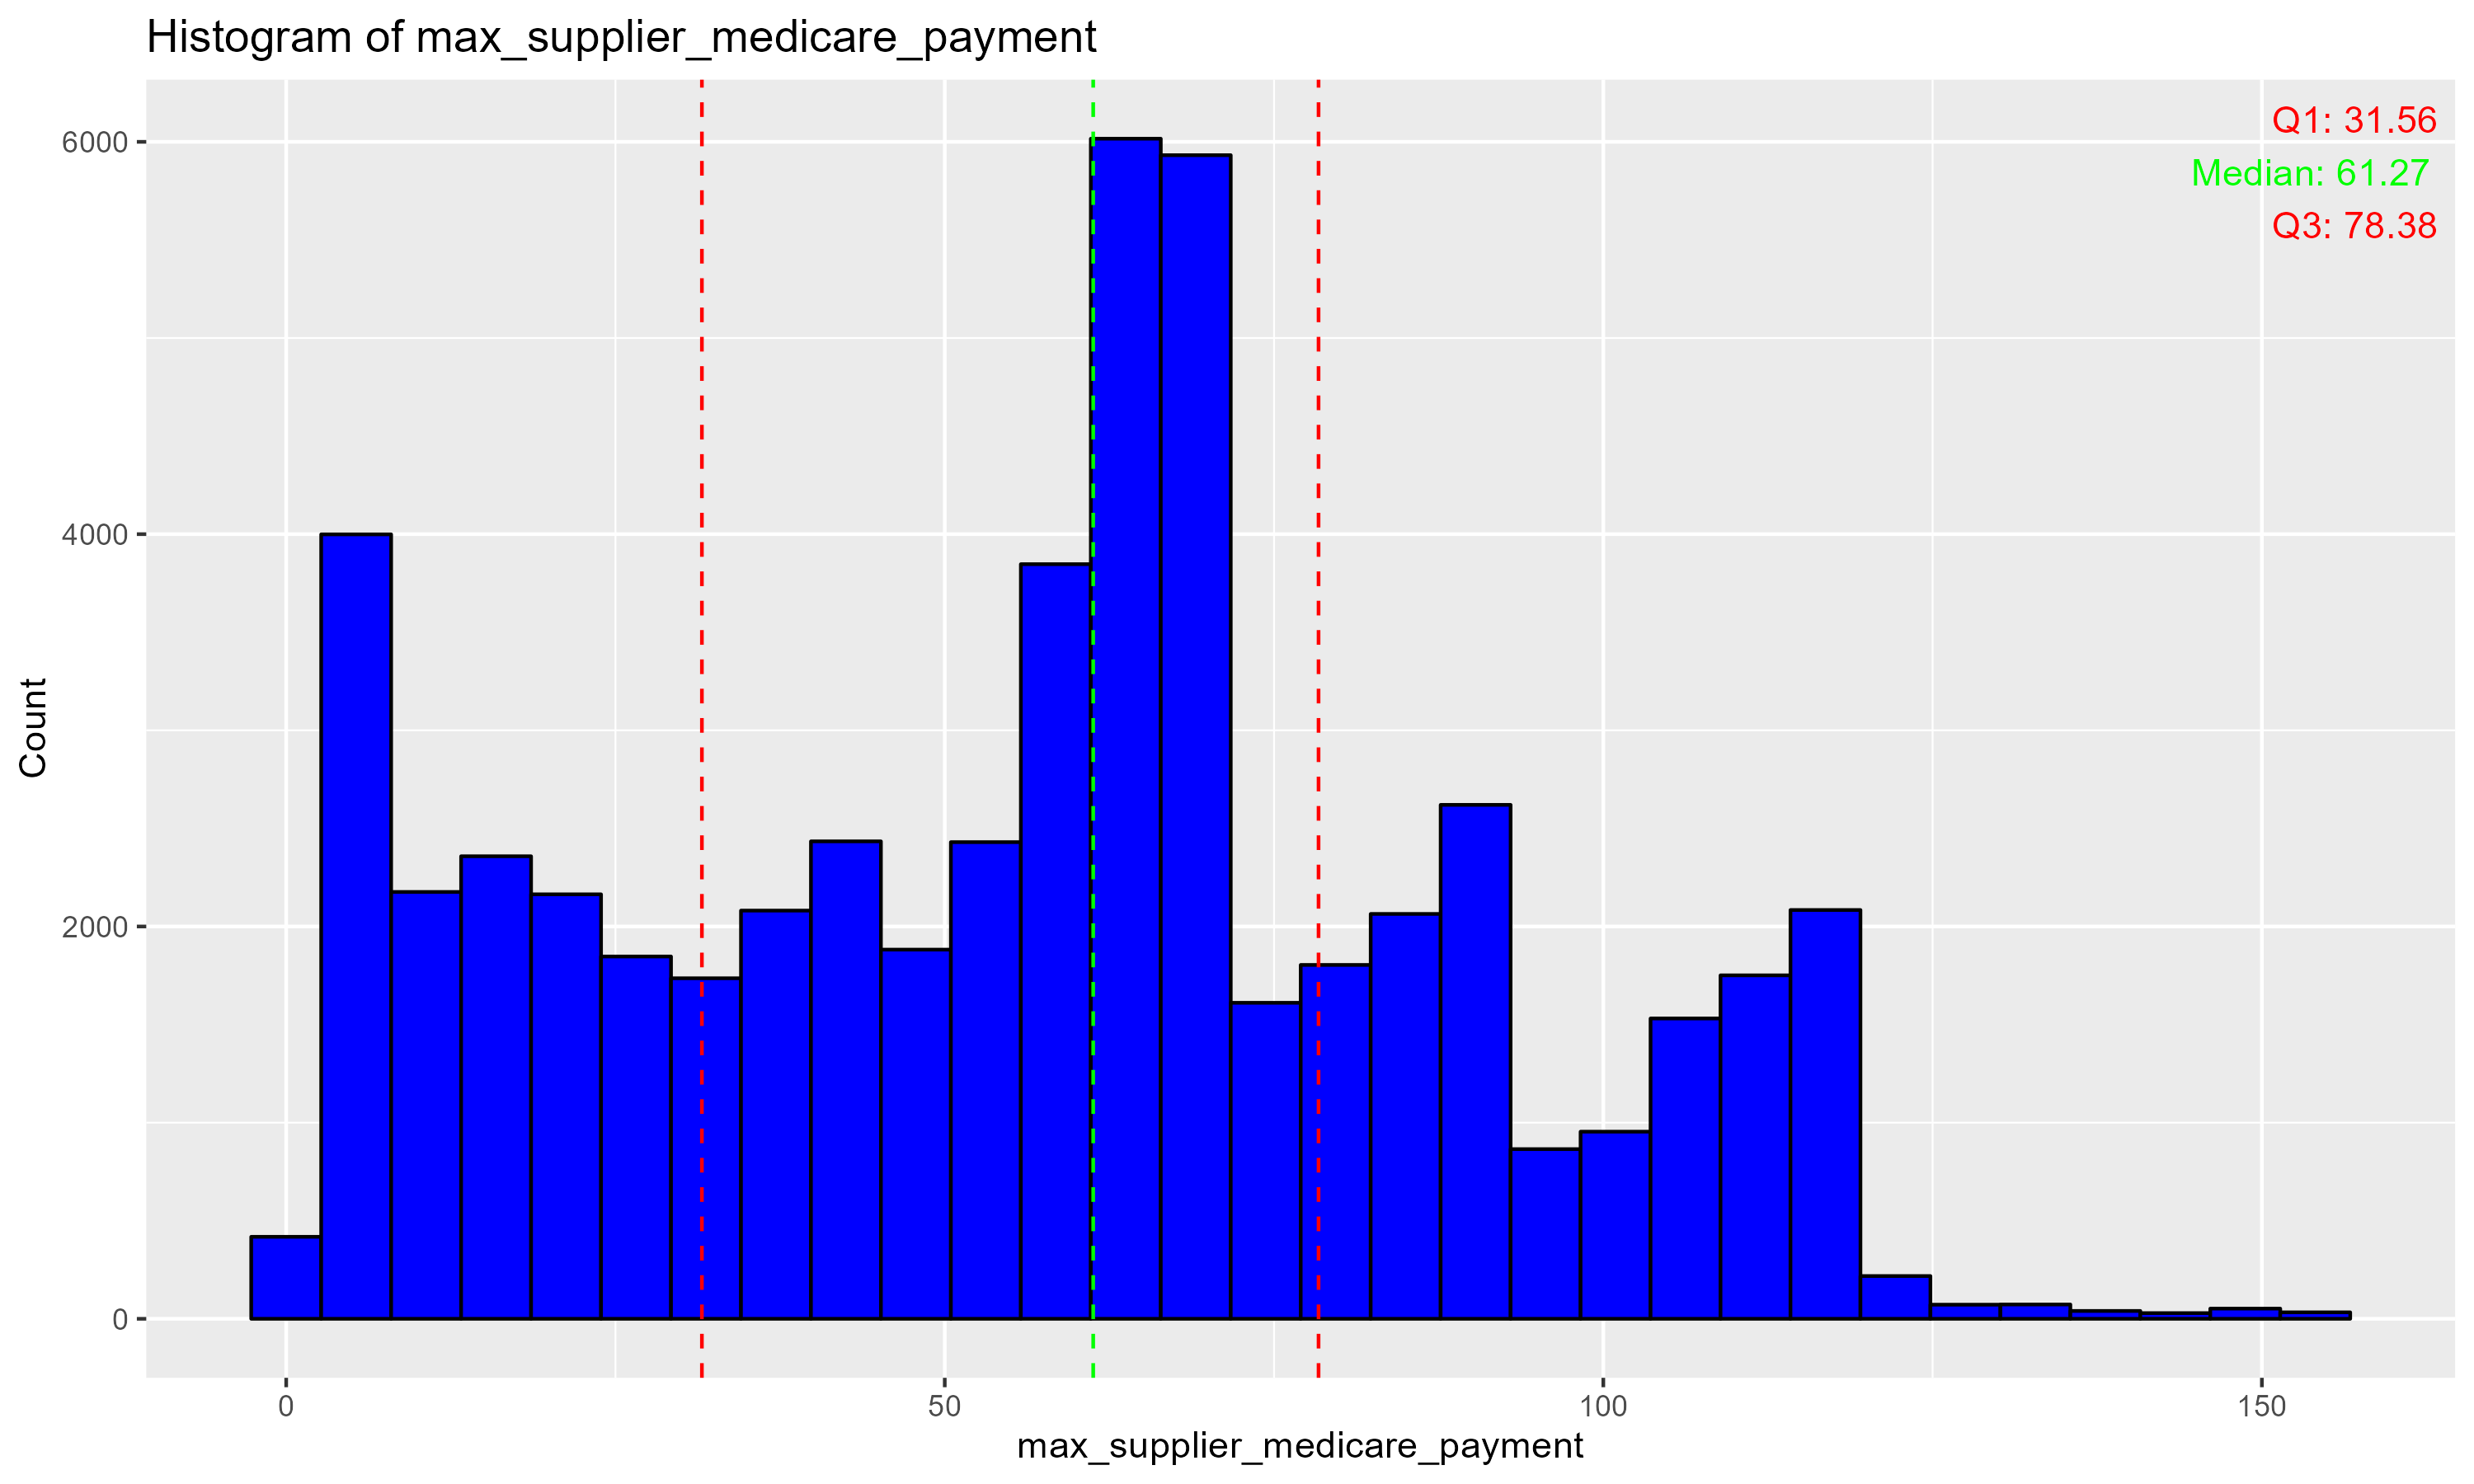 Histogram of max_supplier_medicare_payment
Q1: 31.56
Median: 61.27
Q3: 78.38
6000
4000
2000
0
Count
0 50 100 150
max_supplier_medicare_payment